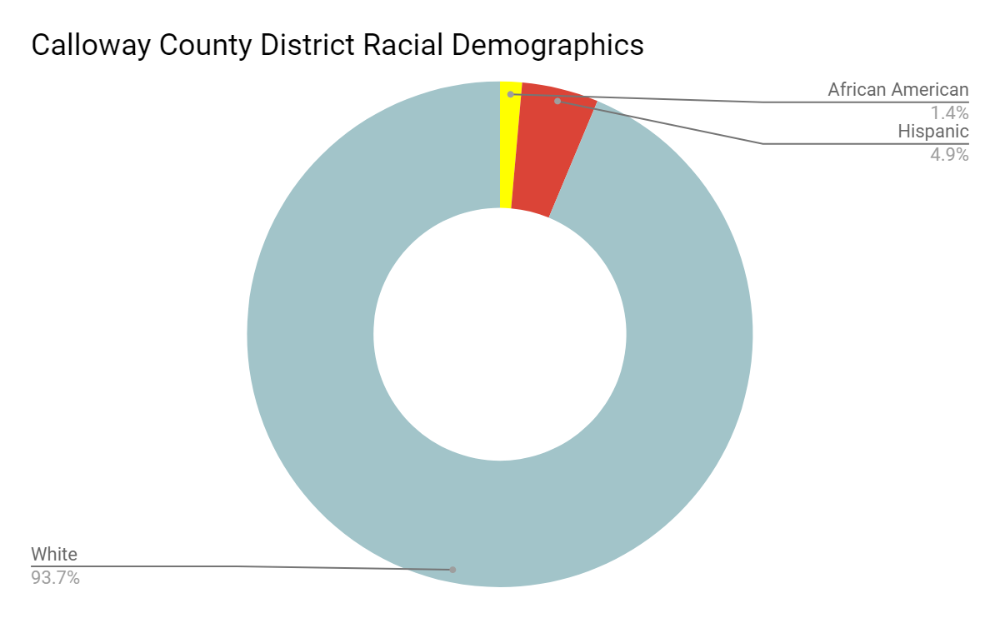 Calloway County District Racial Demographics
African American
1.4%
Hispanic
4.9%
White
93.7%